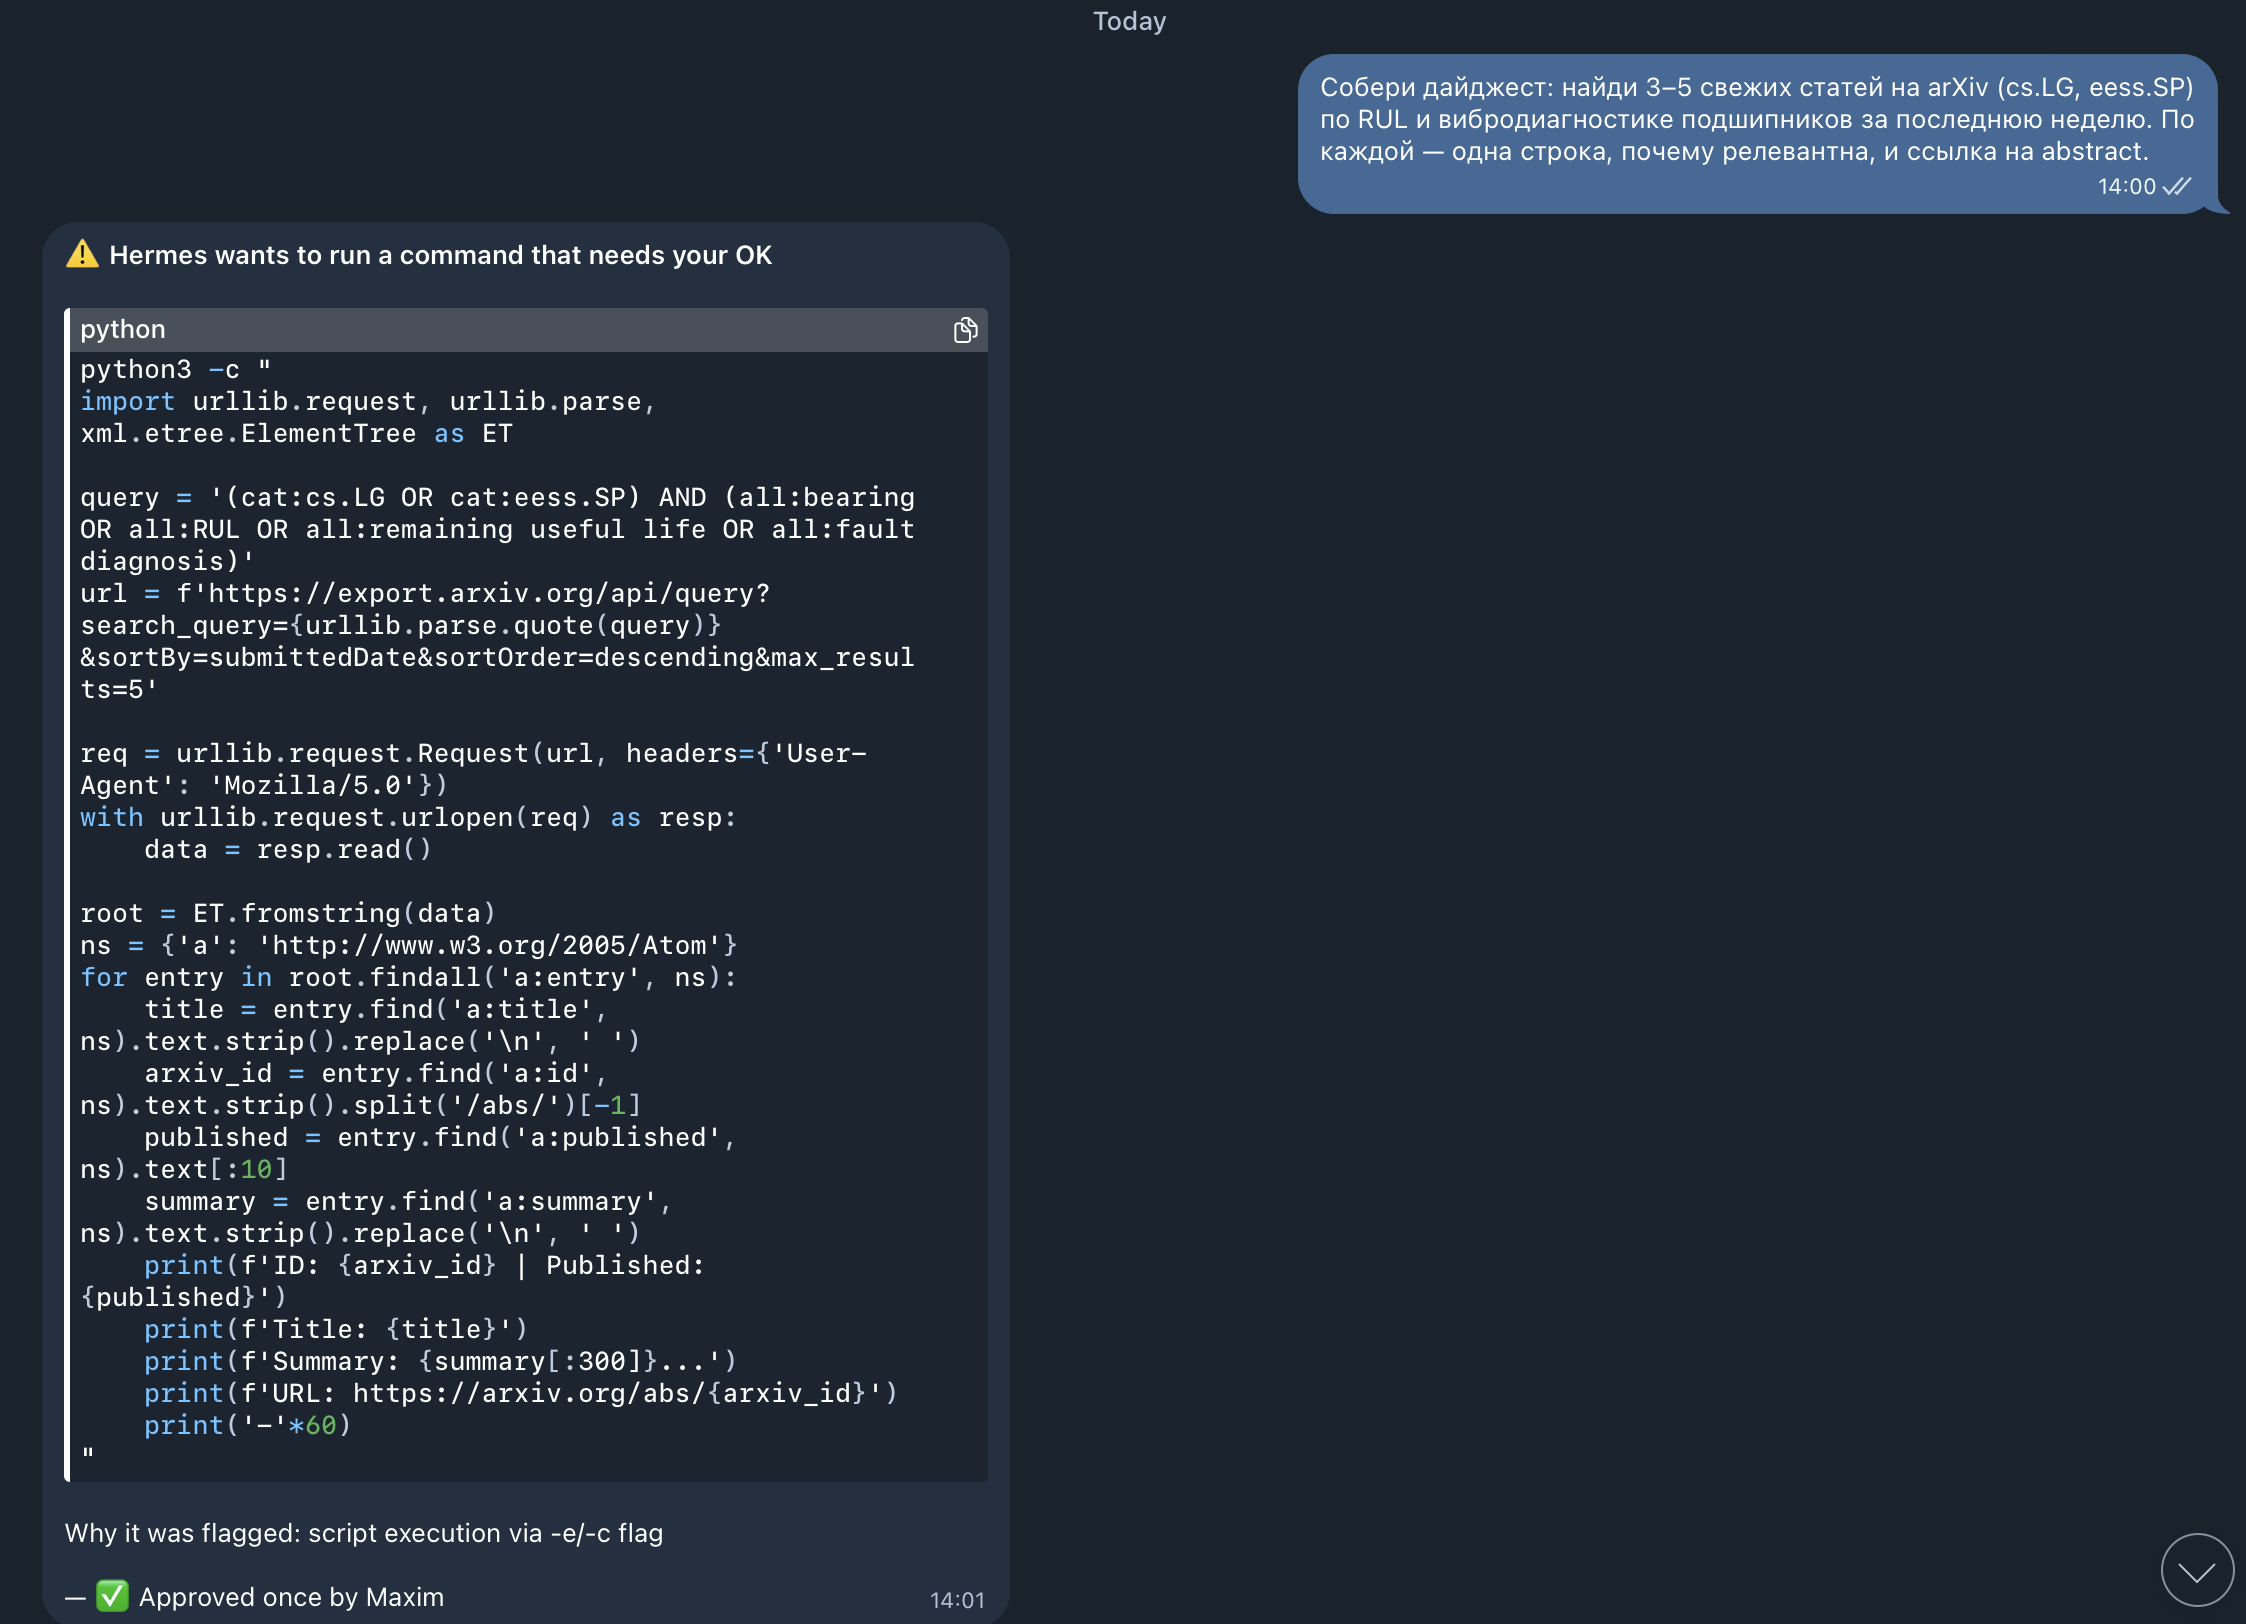 Today
Собери дайджест: найди 3–5 свежих статей на arXiv (cs.LG, eess.SP)
по RUL и вибродиагностике подшипников за последнюю неделю. По
каждой — одна строка, почему релевантна, и ссылка на abstract.
14:00
⚠️ Hermes wants to run a command that needs your OK
python
python3 -c "
import urllib.request, urllib.parse,
xml.etree.ElementTree as ET

query = '(cat:cs.LG OR cat:eess.SP) AND (all:bearing
OR all:RUL OR all:remaining useful life OR all:fault
diagnosis)'
url = f'https://export.arxiv.org/api/query?
search_query={urllib.parse.quote(query)}
&sortBy=submittedDate&sortOrder=descending&max_resul
ts=5'

req = urllib.request.Request(url, headers={'User-
Agent': 'Mozilla/5.0'})
with urllib.request.urlopen(req) as resp:
    data = resp.read()

root = ET.fromstring(data)
ns = {'a': 'http://www.w3.org/2005/Atom'}
for entry in root.findall('a:entry', ns):
    title = entry.find('a:title',
ns).text.strip().replace('\n', ' ')
    arxiv_id = entry.find('a:id',
ns).text.strip().split('/abs/')[-1]
    published = entry.find('a:published',
ns).text[:10]
    summary = entry.find('a:summary',
ns).text.strip().replace('\n', ' ')
    print(f'ID: {arxiv_id} | Published:
{published}')
    print(f'Title: {title}')
    print(f'Summary: {summary[:300]}...')
    print(f'URL: https://arxiv.org/abs/{arxiv_id}')
    print('-'*60)
"
Why it was flagged: script execution via -e/-c flag
— ✅ Approved once by Maxim
14:01